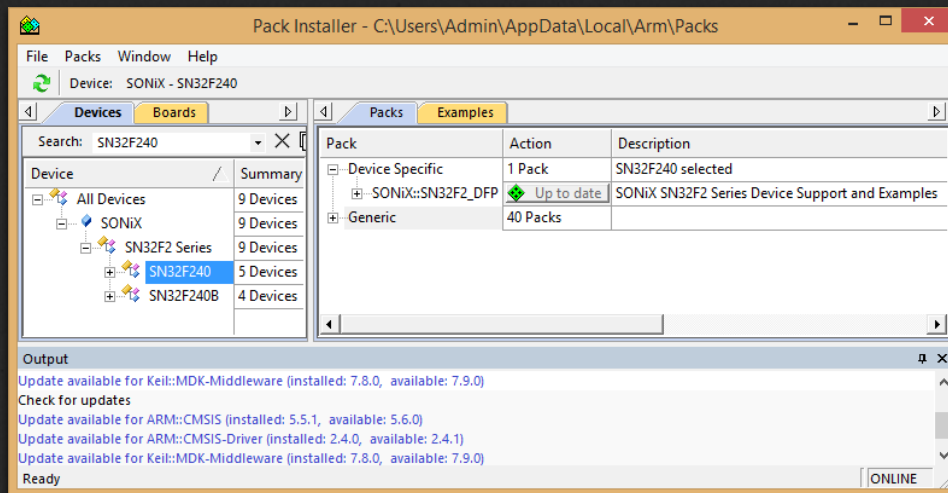 Pack Installer - C:\Users\Admin\AppData\Local\Arm\Packs
File Packs Window Help
Device: SONiX - SN32F240
Devices Boards
Search: SN32F240
Device Summary
All Devices 9 Devices
SONiX 9 Devices
SN32F2 Series 9 Devices
SN32F240 5 Devices
SN32F240B 4 Devices
Packs Examples
Pack Action Description
Device Specific 1 Pack SN32F240 selected
SONiX::SN32F2_DFP Up to date SONiX SN32F2 Series Device Support and Examples
Generic 40 Packs
Output
Update available for Keil::MDK-Middleware (installed: 7.8.0, available: 7.9.0)
Check for updates
Update available for ARM::CMSIS (installed: 5.5.1, available: 5.6.0)
Update available for ARM::CMSIS-Driver (installed: 2.4.0, available: 2.4.1)
Update available for Keil::MDK-Middleware (installed: 7.8.0, available: 7.9.0)
Ready ONLINE